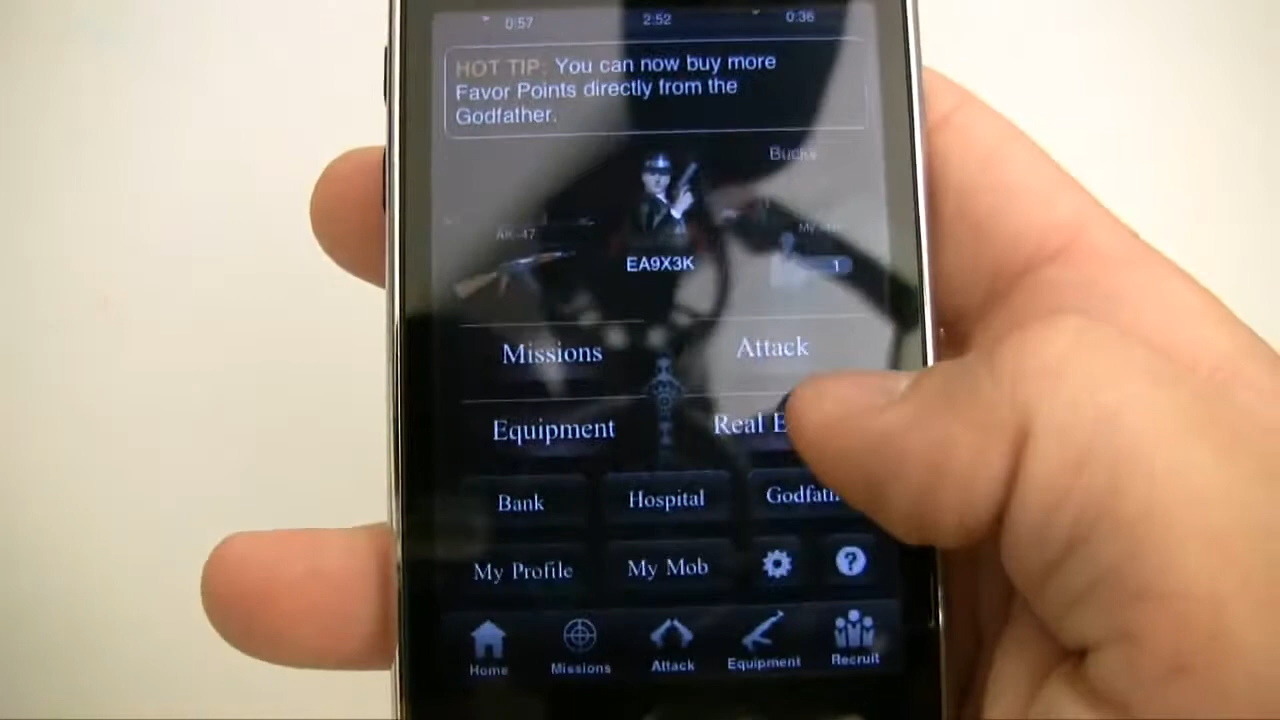 0:57 2:52 0:36
HOT TIP: You can now buy more
Favor Points directly from the
Godfather.
Bucks
AK-47
EA9X3K
1
Missions Attack
Equipment Real E
Bank Hospital Godfath
My Profile My Mob ?
Home Missions Attack Equipment Recruit